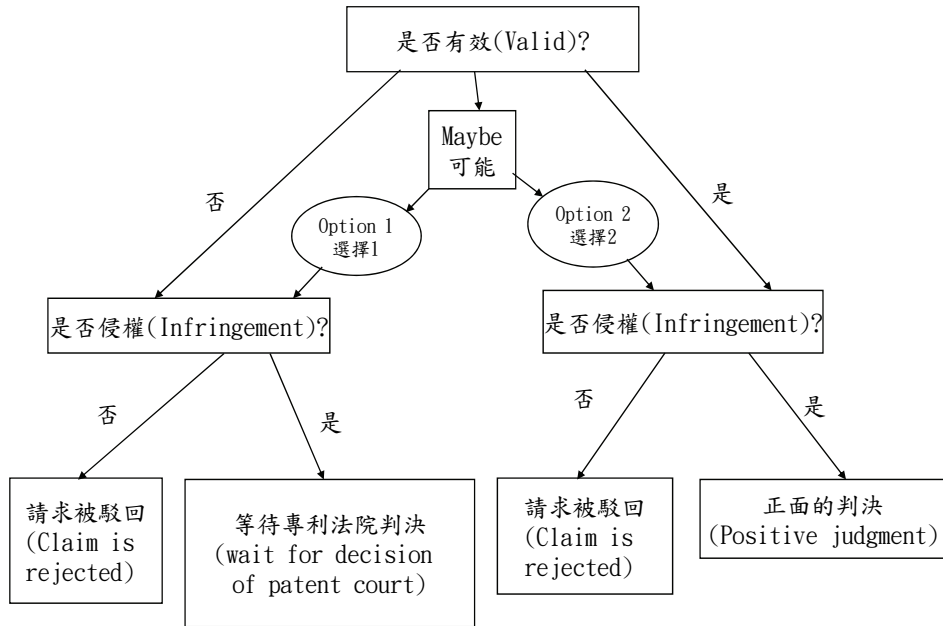 是否有效(Valid)?
Maybe
可能
否
是
Option 1
選擇1
Option 2
選擇2
是否侵權(Infringement)?
是否侵權(Infringement)?
否
是
否
是
請求被駁回
(Claim is
rejected)
等待專利法院判決
(wait for decision
of patent court)
請求被駁回
(Claim is
rejected)
正面的判決
(Positive judgment)